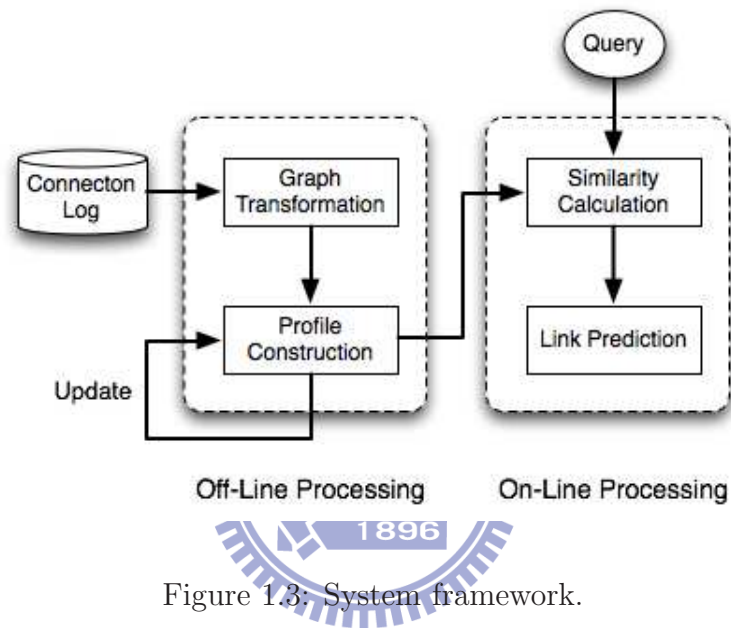 Query
Connecton
Log
Graph
Transformation
Similarity
Calculation
Profile
Construction
Link Prediction
Update
Off-Line Processing
On-Line Processing
1896
Figure 1.3: System framework.